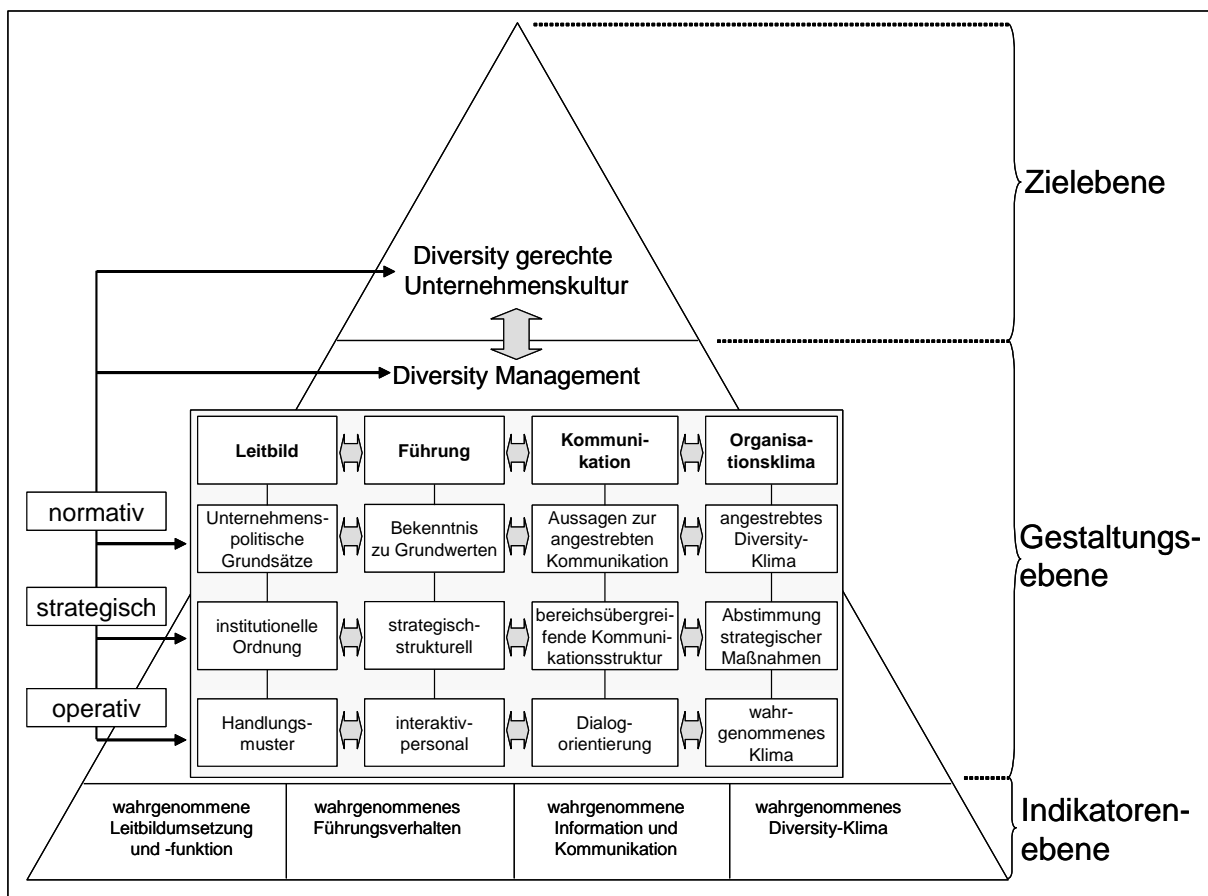 Zielebene
Diversity gerechte
Unternehmenskultur
Diversity Management
Leitbild
Führung
Kommuni-
kation
Organisa-
tionsklima
normativ
Unternehmens-
politische
Grundsätze
Bekenntnis
zu Grundwerten
Aussagen zur
angestrebten
Kommunikation
angestrebtes
Diversity-
Klima
Gestaltungs-
ebene
strategisch
institutionelle
Ordnung
strategisch-
strukturell
bereichsübergrei-
fende Kommuni-
kationsstruktur
Abstimmung
strategischer
Maßnahmen
operativ
Handlungs-
muster
interaktiv-
personal
Dialog-
orientierung
wahr-
genommenes
Klima
wahrgenommene
Leitbildumsetzung
und -funktion
wahrgenommenes
Führungsverhalten
wahrgenommene
Information und
Kommunikation
wahrgenommenes
Diversity-Klima
Indikatoren-
ebene